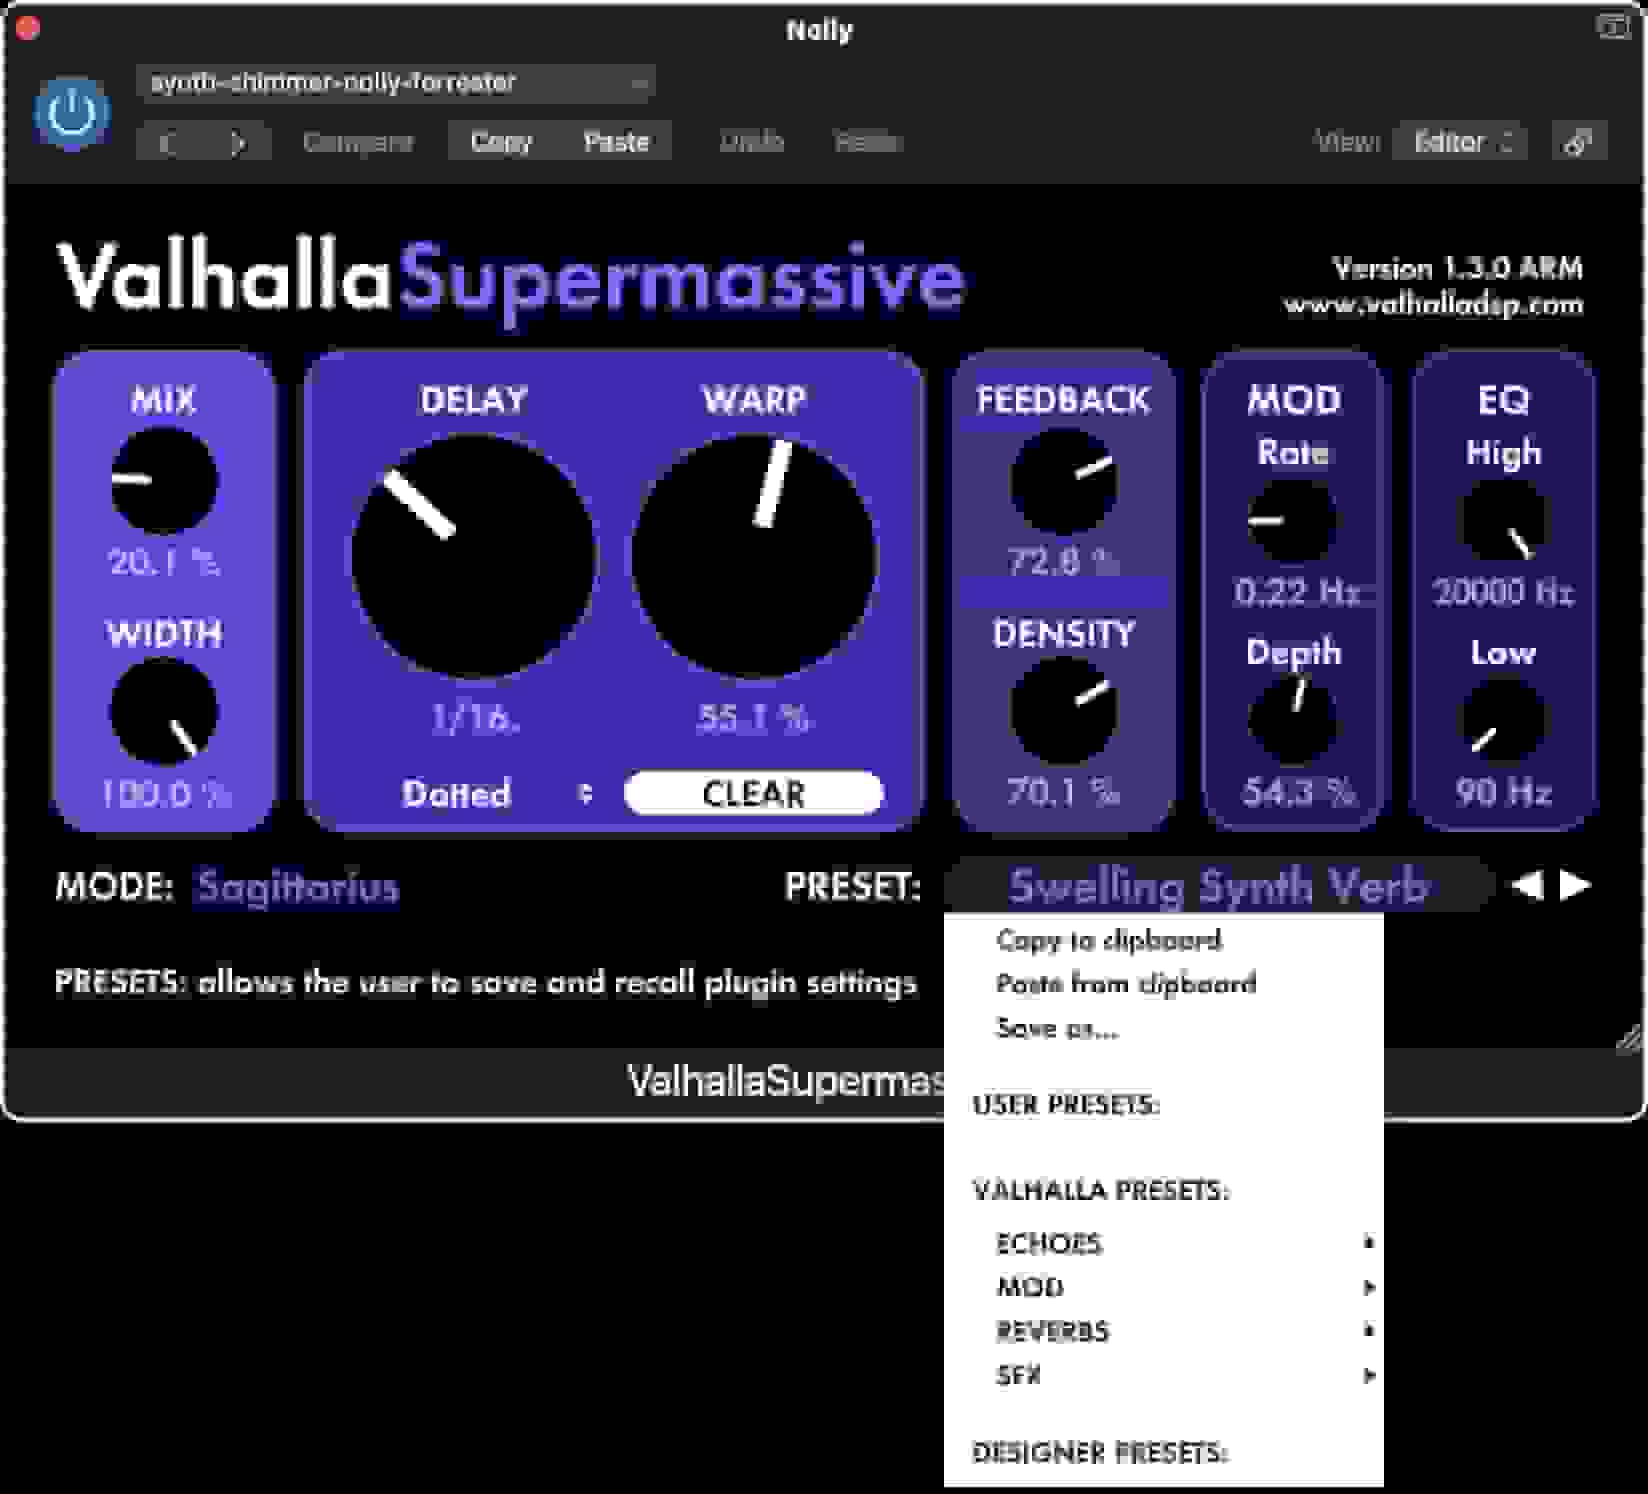 Nolly
synth-shimmer-nolly-forrester
Compare Copy Paste Undo Redo View: Editor
ValhallaSupermassive
Version 1.3.0 ARM
www.valhalladsp.com
MIX DELAY WARP FEEDBACK MOD EQ
Rate High
20.1 % 72.8 %
0.22 Hz 20000 Hz
WIDTH DENSITY
Depth Low
1/16. 55.1 %
100.0 % Dotted CLEAR 70.1 % 54.3 % 90 Hz
MODE: Sagittarius PRESET: Swelling Synth Verb
Copy to clipboard
PRESETS: allows the user to save and recall plugin settings
Paste from clipboard
Save as...
ValhallaSupermas
USER PRESETS:
VALHALLA PRESETS:
ECHOES
MOD
REVERBS
SFX
DESIGNER PRESETS: